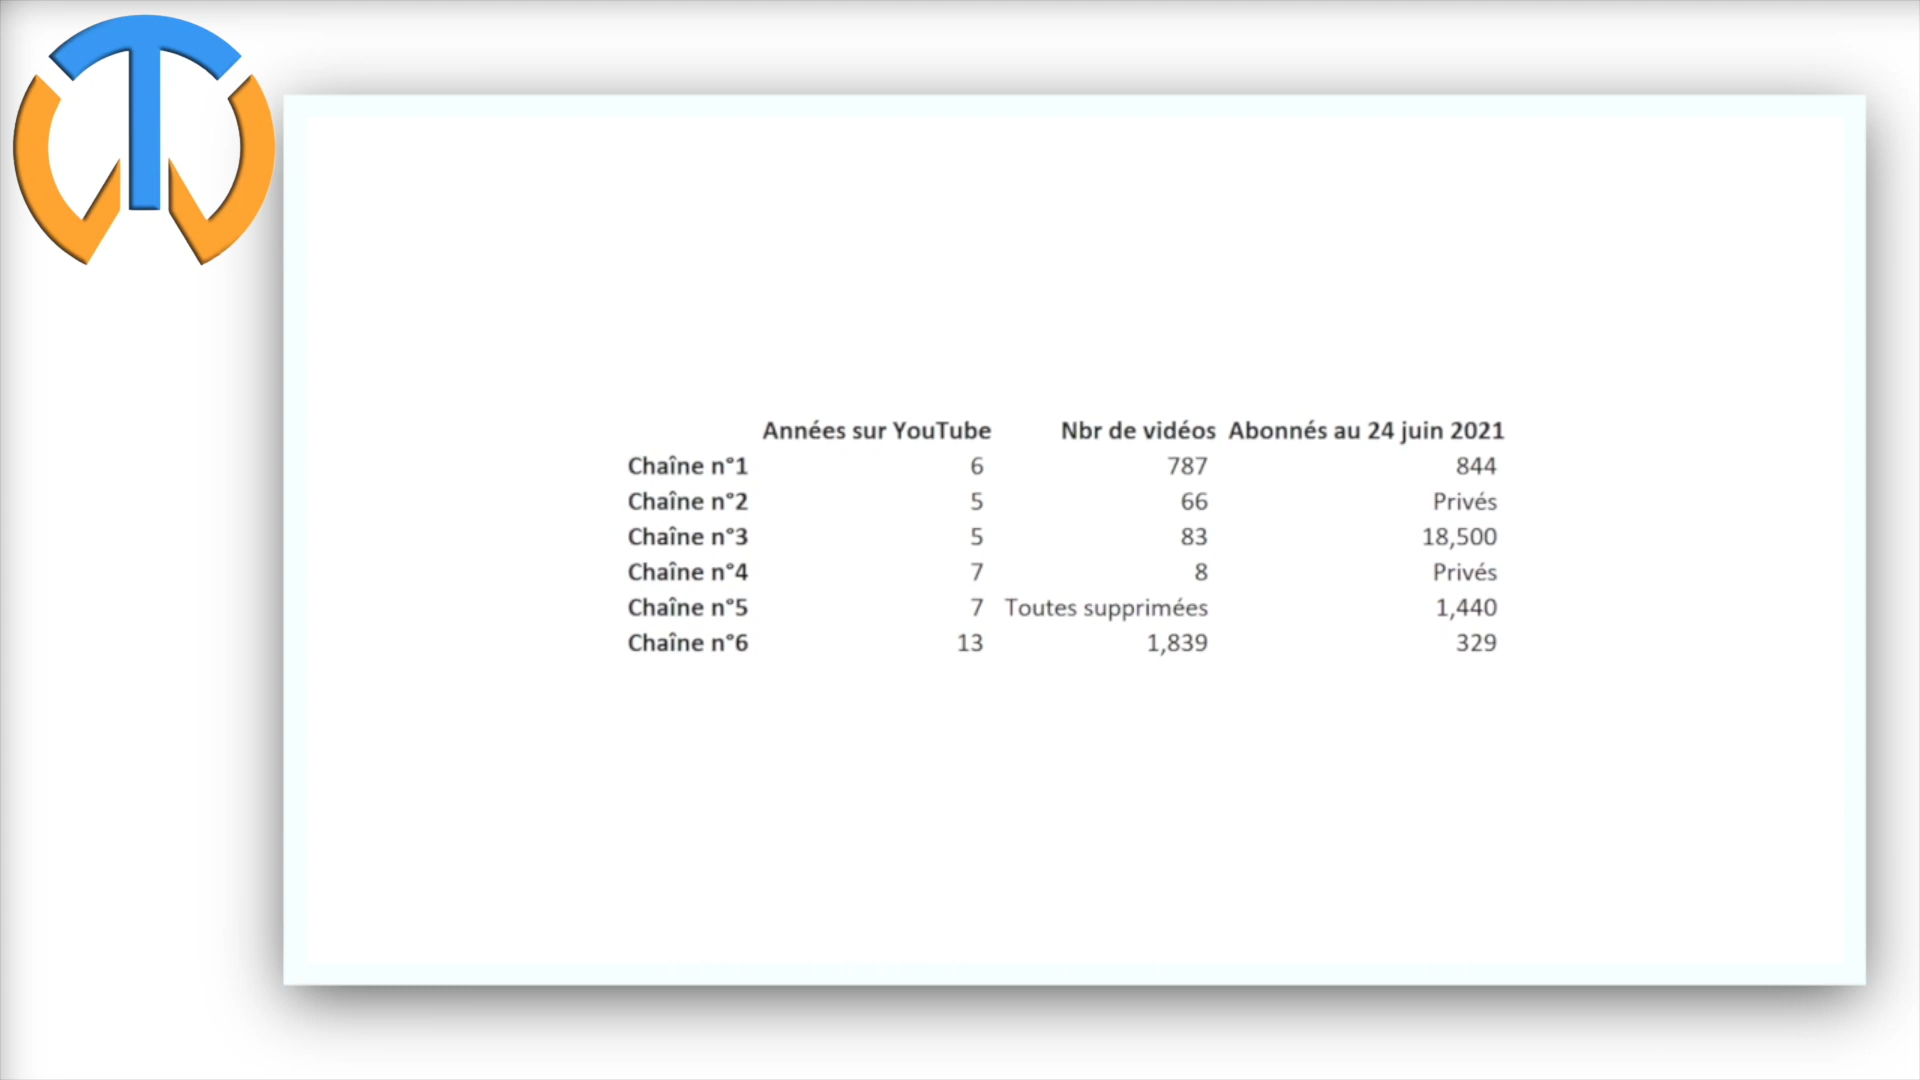 Années sur YouTube Nbr de vidéos Abonnés au 24 juin 2021
Chaîne n°1 6 787 844
Chaîne n°2 5 66 Privés
Chaîne n°3 5 83 18,500
Chaîne n°4 7 8 Privés
Chaîne n°5 7 Toutes supprimées 1,440
Chaîne n°6 13 1,839 329